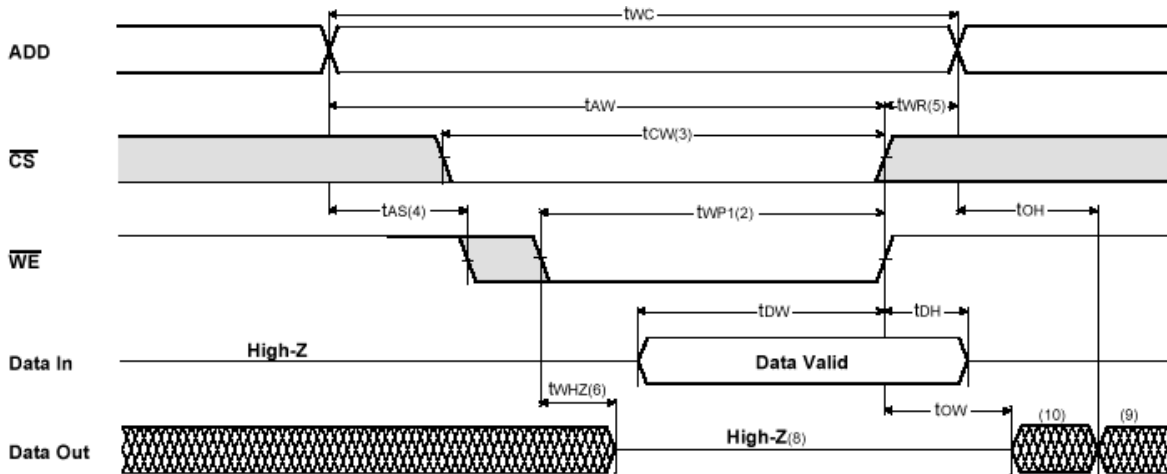 tWC
ADD
tAW
tWR(5)
tCW(3)
CS
tAS(4)
tWP1(2)
tOH
WE
tDW
tDH
High-Z
Data In
Data Valid
tWHZ(6)
tOW
(10)
(9)
High-Z(8)
Data Out